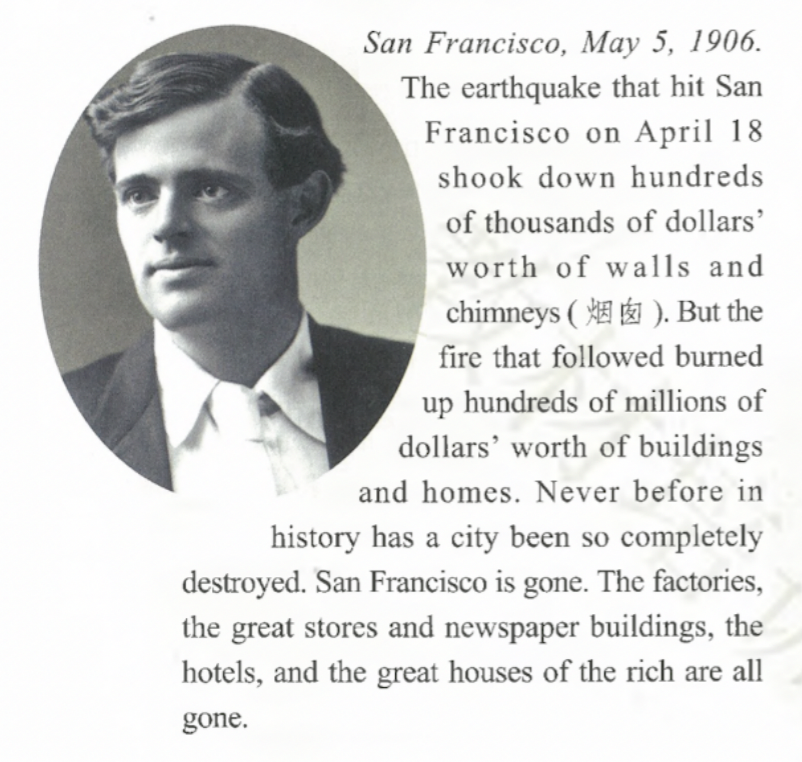 San Francisco, May 5, 1906.
The earthquake that hit San
Francisco on April 18
shook down hundreds
of thousands of dollars'
worth of walls and
chimneys ( 烟囱 ). But the
fire that followed burned
up hundreds of millions of
dollars' worth of buildings
and homes. Never before in
history has a city been so completely
destroyed. San Francisco is gone. The factories,
the great stores and newspaper buildings, the
hotels, and the great houses of the rich are all
gone.